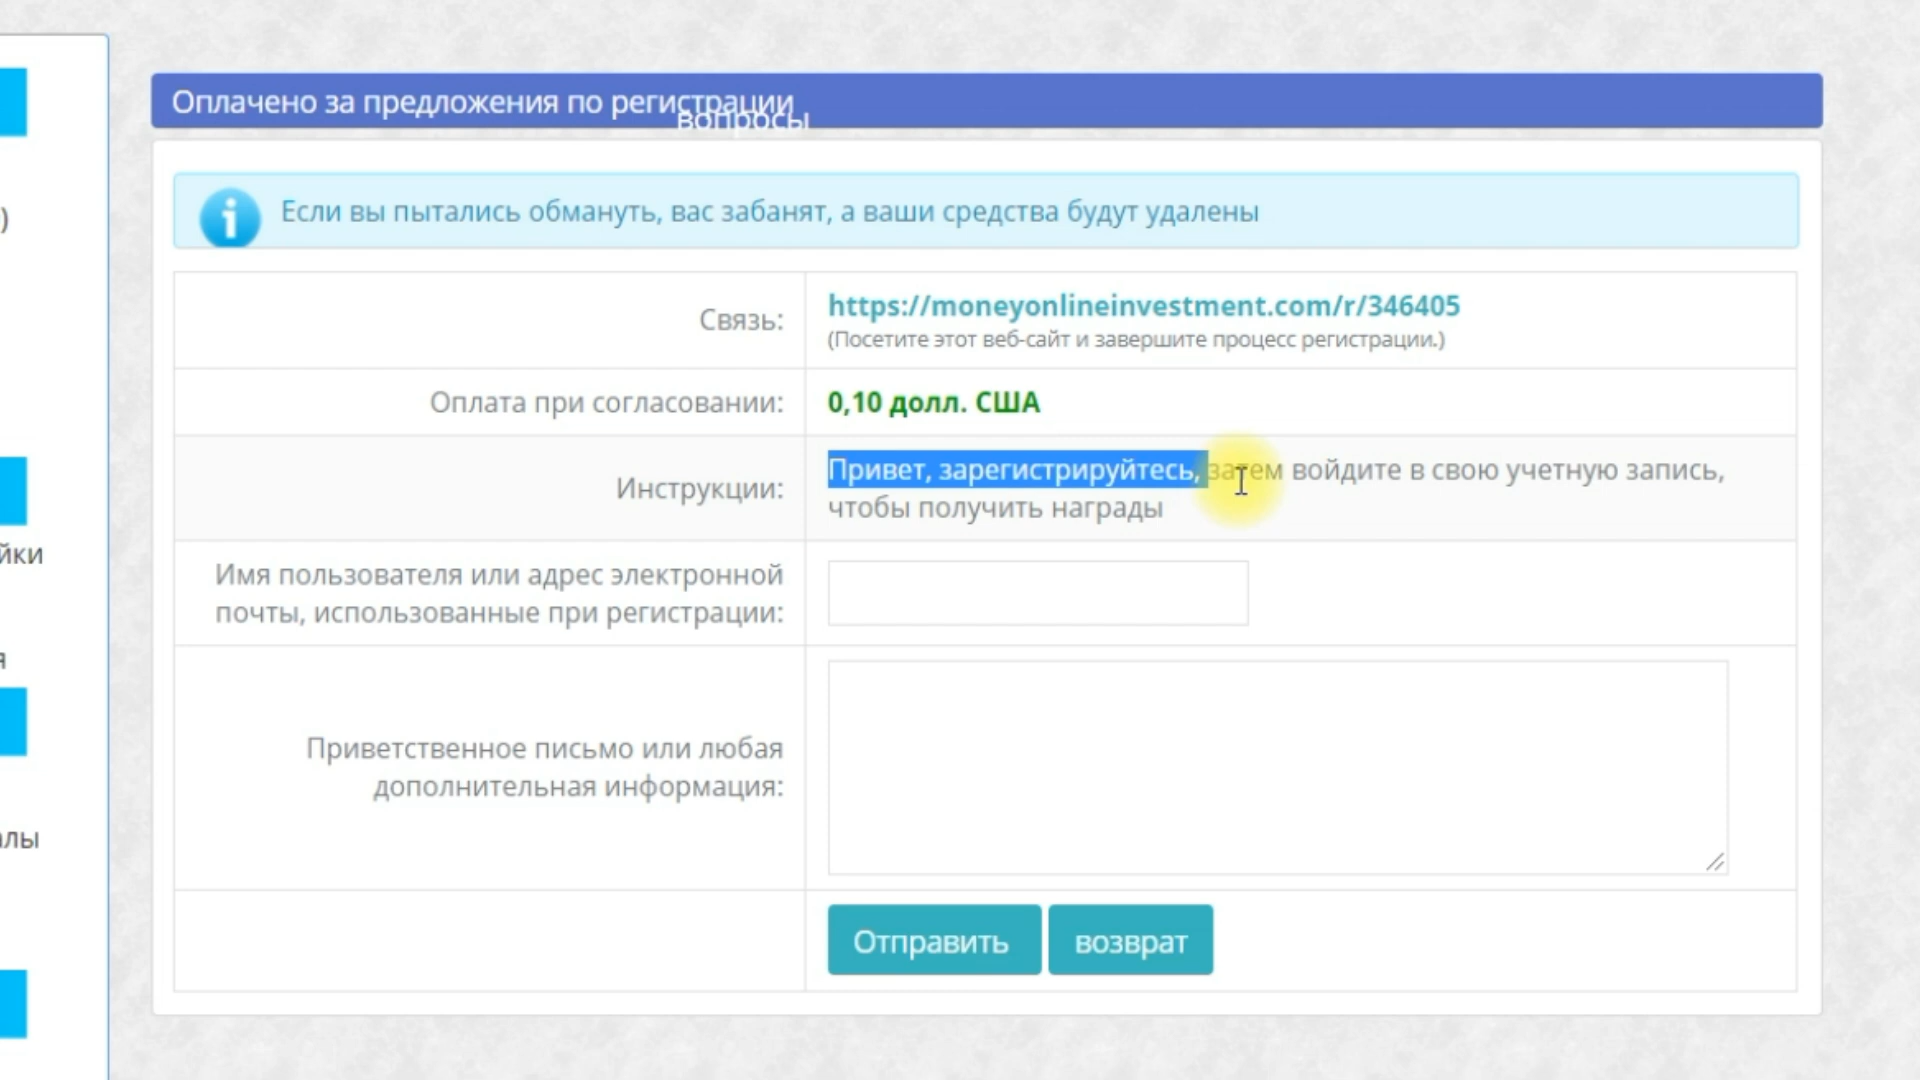 Оплачено за предложения по регистрации
вопросы
Если вы пытались обмануть, вас забанят, а ваши средства будут удалены
)
йки
я
алы
Связь:
https://moneyonlineinvestment.com/r/346405
(Посетите этот веб-сайт и завершите процесс регистрации.)
Оплата при согласовании:
0,10 долл. США
Инструкции:
Привет, зарегистрируйтесь, затем войдите в свою учетную запись,
чтобы получить награды
Имя пользователя или адрес электронной
почты, использованные при регистрации:
Приветственное письмо или любая
дополнительная информация:
Отправить
возврат